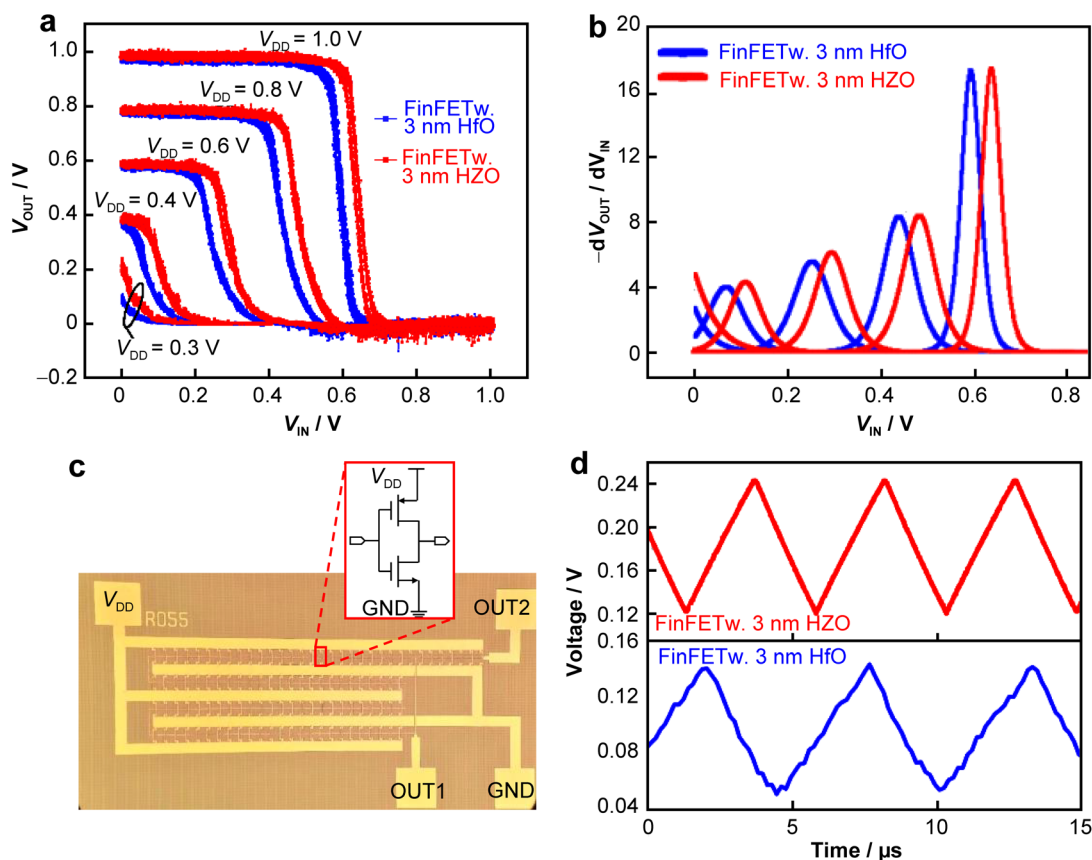 a
V_DD = 1.0 V
V_DD = 0.8 V
V_DD = 0.6 V
V_DD = 0.4 V
V_DD = 0.3 V
FinFETw.
3 nm HfO
FinFETw.
3 nm HZO
V_OUT / V
1.0
0.8
0.6
0.4
0.2
0
−0.2
0 0.2 0.4 0.6 0.8 1.0
V_IN / V
b
FinFETw. 3 nm HfO
FinFETw. 3 nm HZO
−dV_OUT / dV_IN
20
16
12
8
4
0
0 0.2 0.4 0.6 0.8
V_IN / V
c
V_DD
GND
V_DD
R055
OUT2
OUT1
GND
d
Voltage / V
0.24
0.20
0.16
0.12
FinFETw. 3 nm HZO
0.16
FinFETw. 3 nm HfO
0.12
0.08
0.04
0 5 10 15
Time / µs